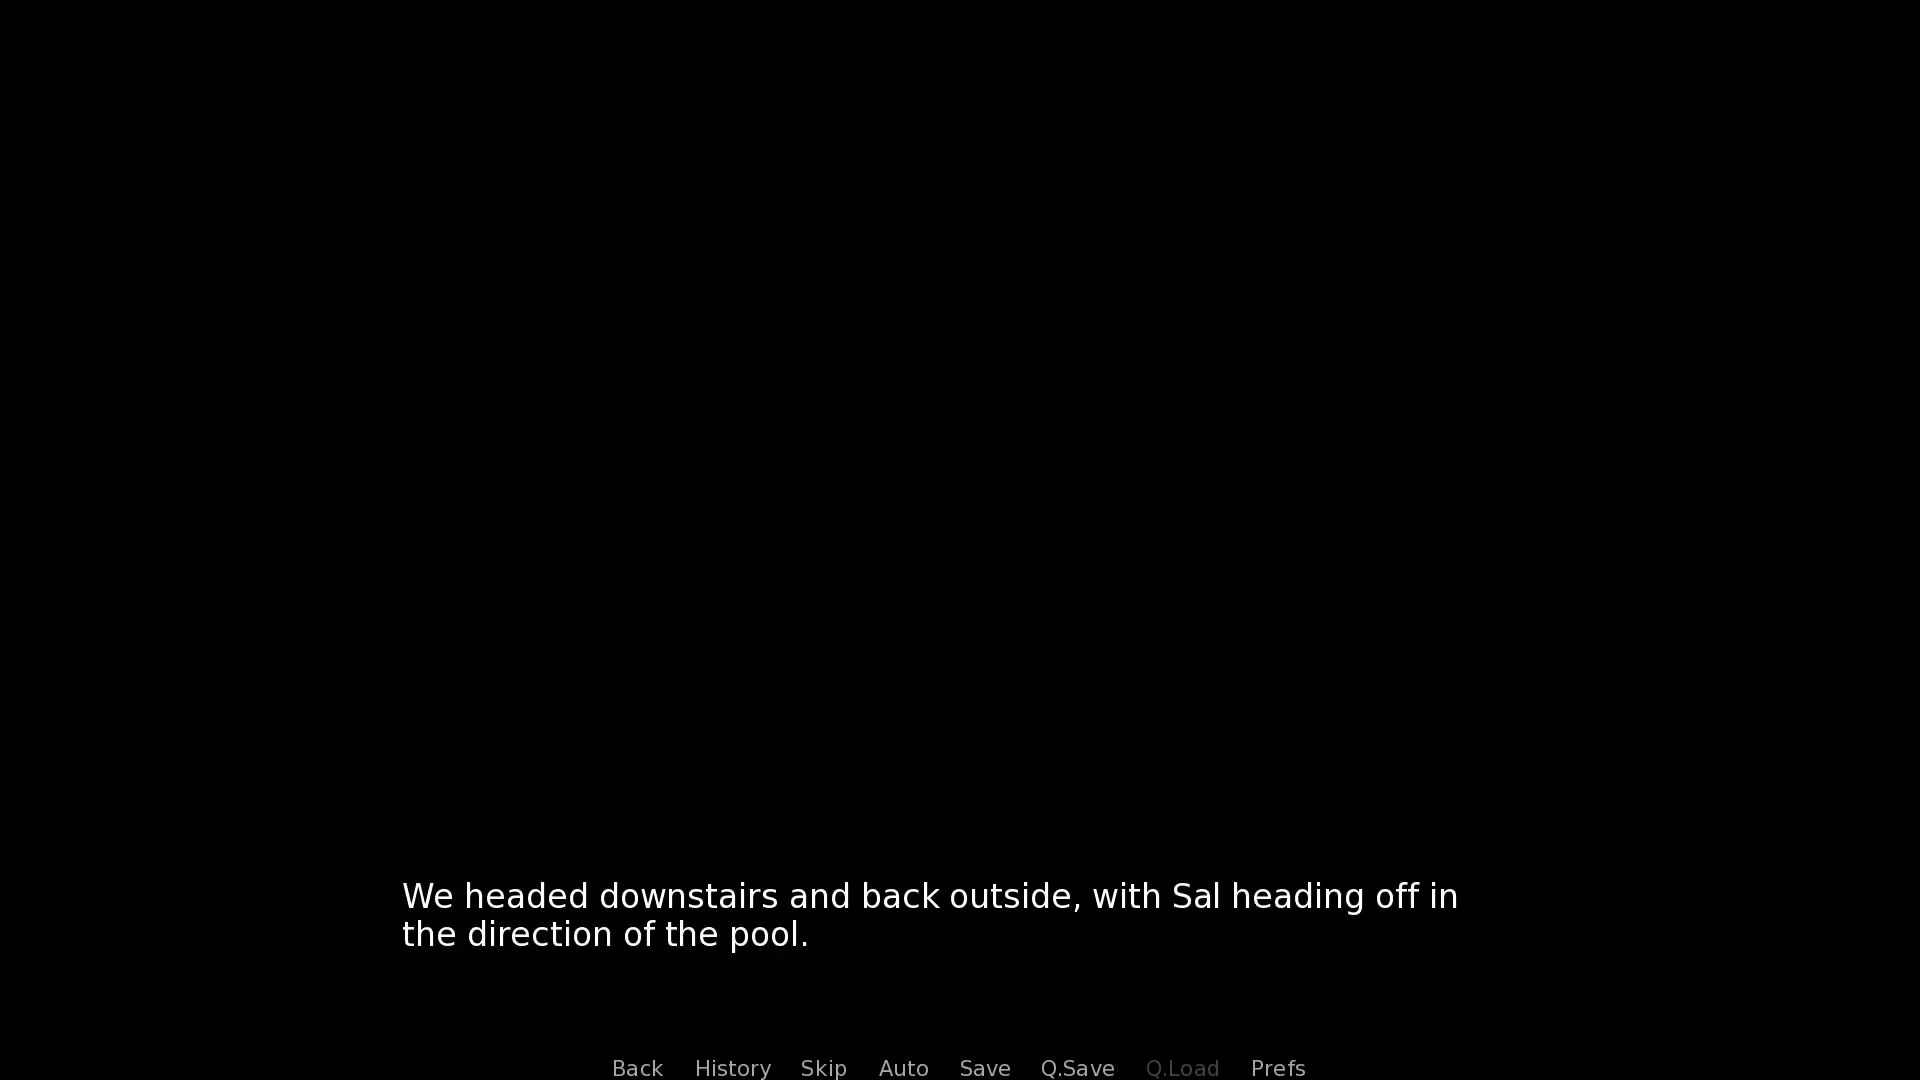 We headed downstairs and back outside, with Sal heading off in
the direction of the pool.
Back History Skip Auto Save Q.Save Q.Load Prefs